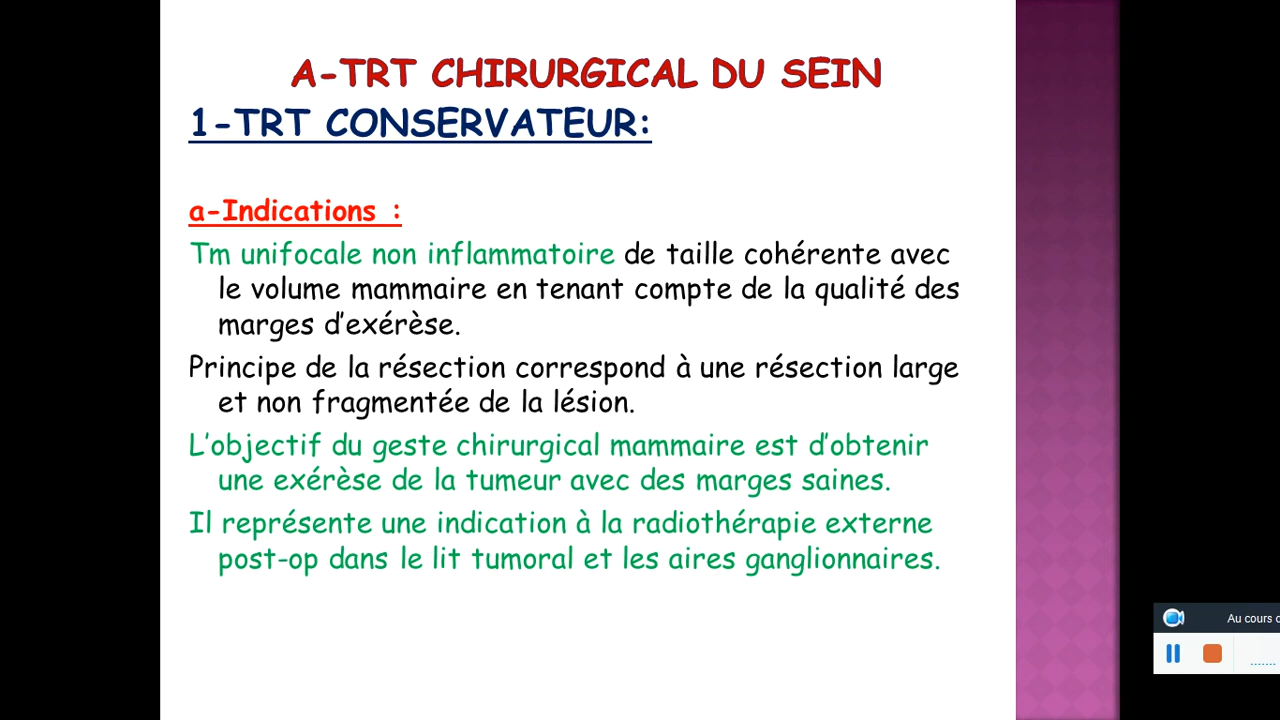 A-TRT CHIRURGICAL DU SEIN
1-TRT CONSERVATEUR:
a-Indications :
Tm unifocale non inflammatoire de taille cohérente avec
le volume mammaire en tenant compte de la qualité des
marges d'exérèse.
Principe de la résection correspond à une résection large
et non fragmentée de la lésion.
L'objectif du geste chirurgical mammaire est d'obtenir
une exérèse de la tumeur avec des marges saines.
Il représente une indication à la radiothérapie externe
post-op dans le lit tumoral et les aires ganglionnaires.
Au cours